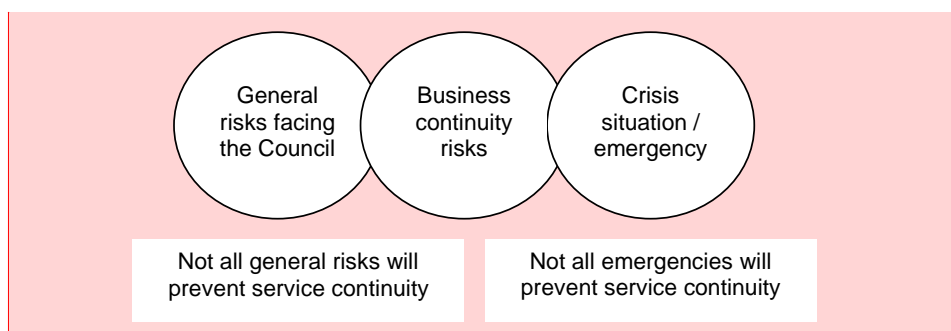 General
risks facing
the Council
Business
continuity
risks
Crisis
situation /
emergency
Not all general risks will
prevent service continuity
Not all emergencies will
prevent service continuity